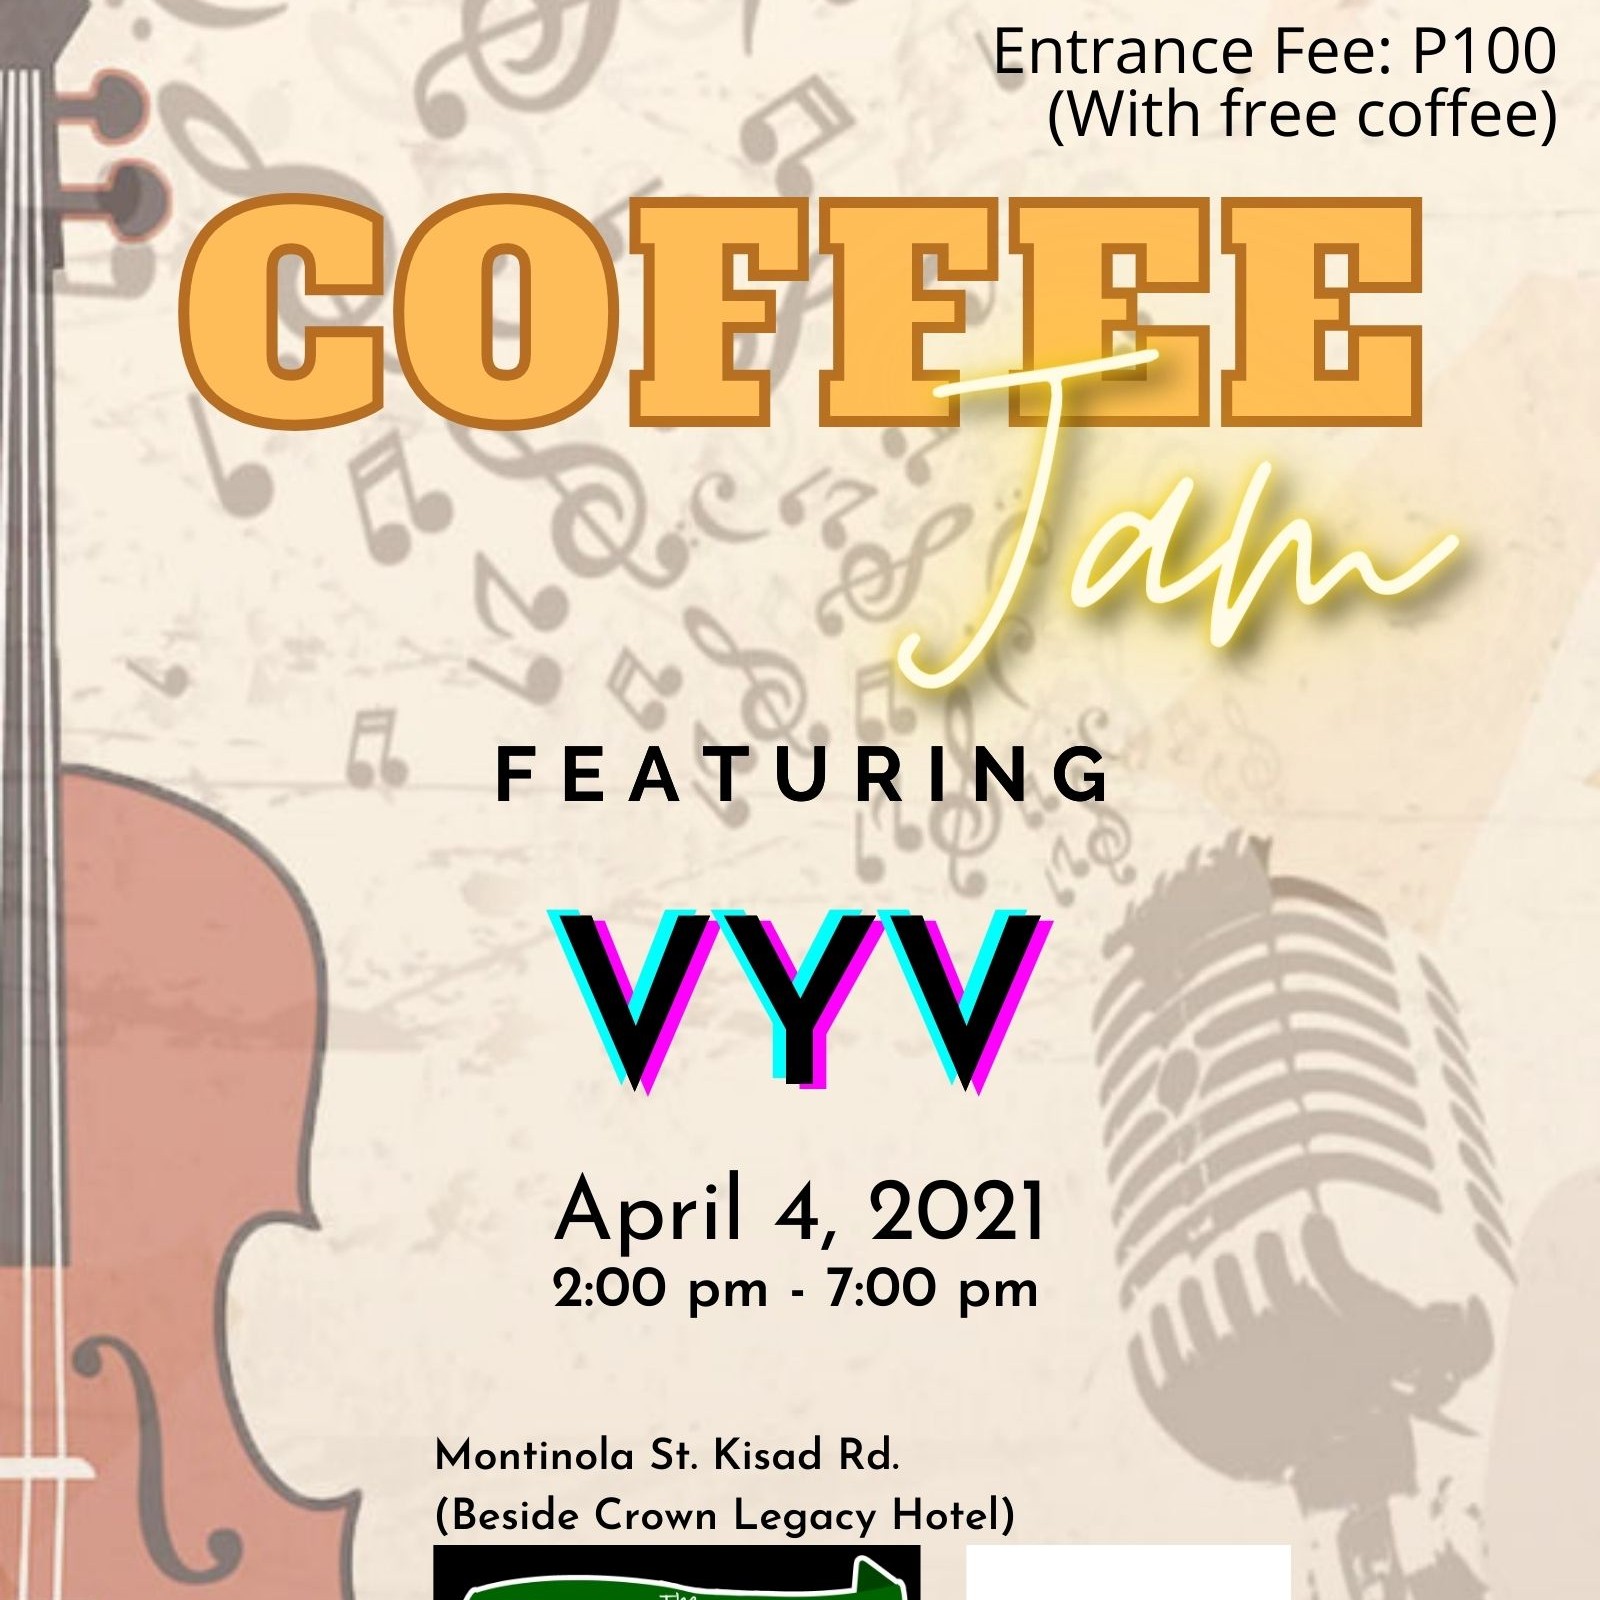 Entrance Fee: P100
(With free coffee)
COFFEE
Jam
FEATURING
VYV
April 4, 2021
2:00 pm - 7:00 pm
Montinola St. Kisad Rd.
(Beside Crown Legacy Hotel)
The